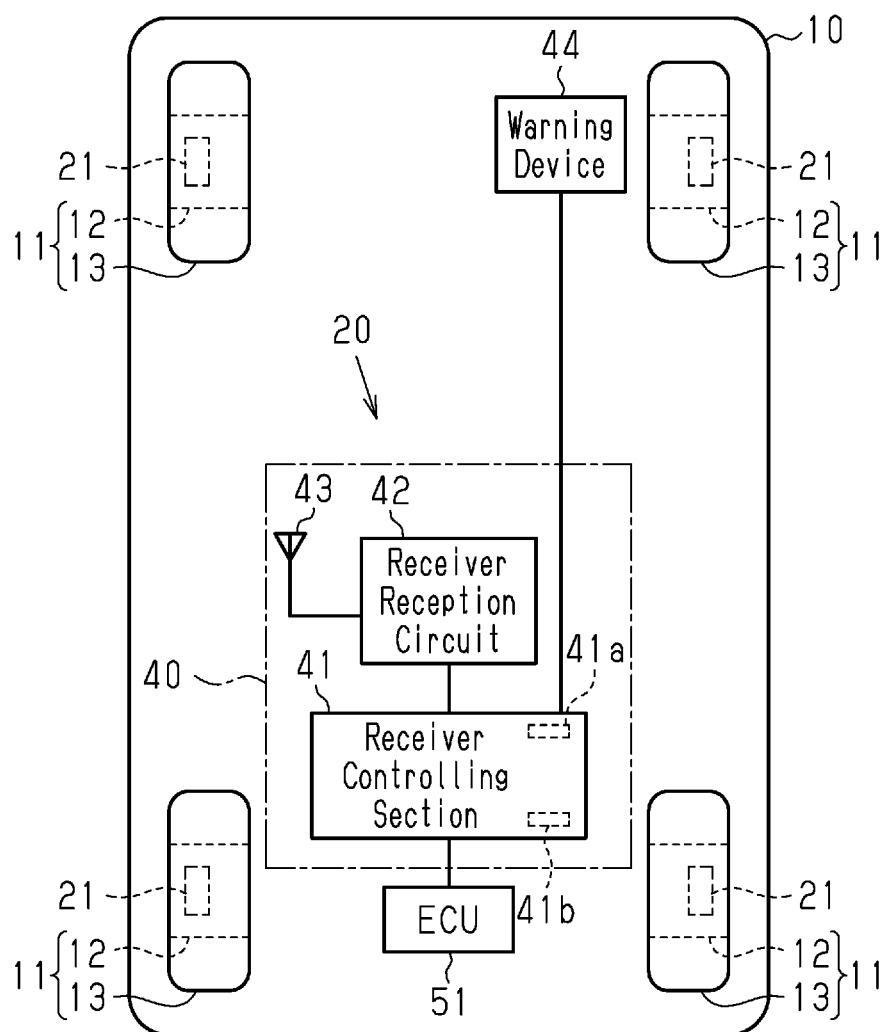 10
44
Warning
Device
21
21
11 { 12
13
12 } 11
13
20
43
42
Receiver
Reception
Circuit
41a
40
41
Receiver
Controlling
Section
41b
ECU
51
21
21
11 { 12
13
12 } 11
13